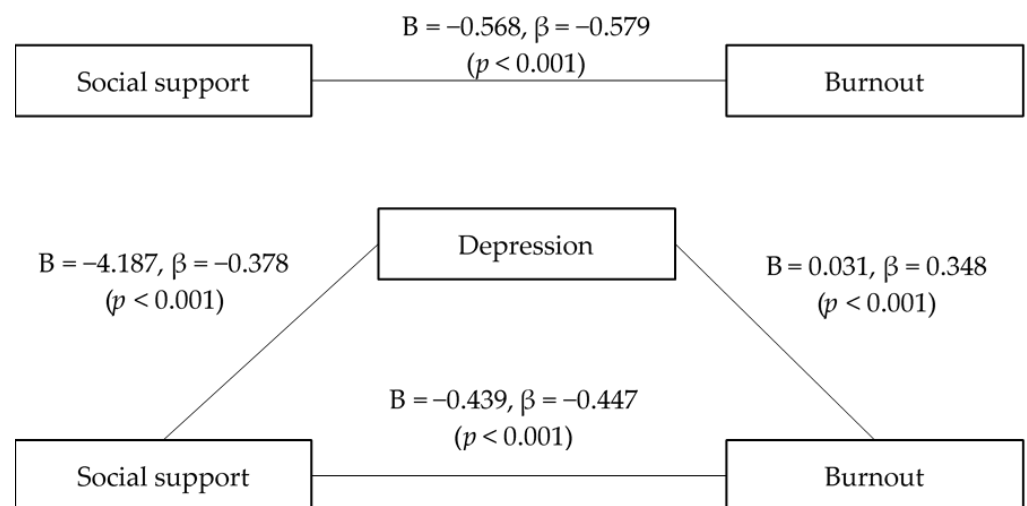 B = −0.568, β = −0.579
(p < 0.001)
Social support
Burnout
Depression
B = −4.187, β = −0.378
(p < 0.001)
B = 0.031, β = 0.348
(p < 0.001)
B = −0.439, β = −0.447
(p < 0.001)
Social support
Burnout